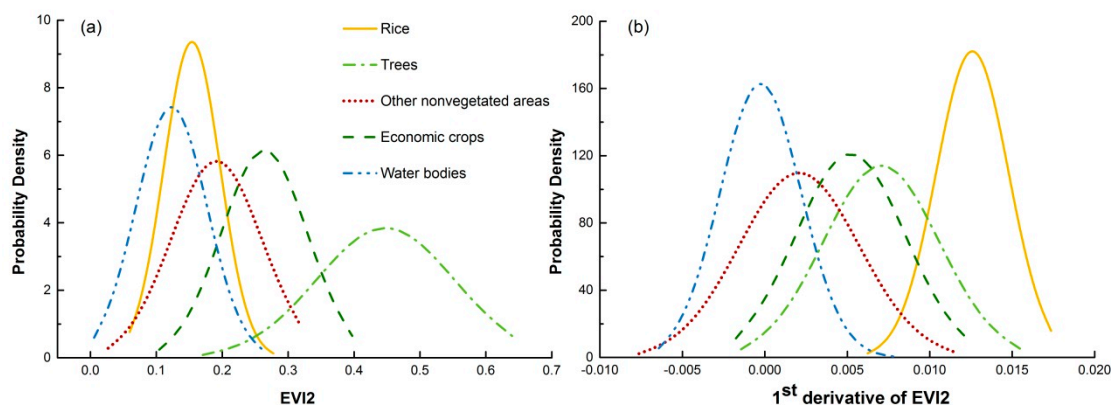 (a)
Rice
Trees
Other nonvegetated areas
Economic crops
Water bodies
Probability Density
10
8
6
4
2
0
0.0 0.1 0.2 0.3 0.4 0.5 0.6 0.7
EVI2
(b)
Probability Density
200
160
120
80
40
0
-0.010 -0.005 0.000 0.005 0.010 0.015 0.020
1st derivative of EVI2